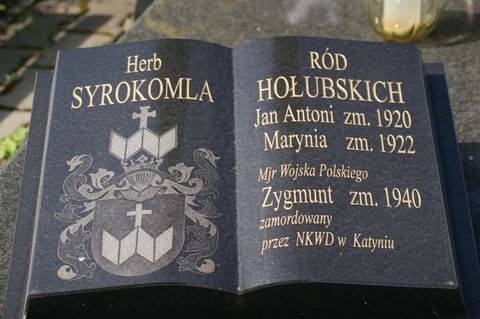 Herb
SYROKOMLA
RÓD
HOŁUBSKICH
Jan Antoni zm. 1920
Marynia zm. 1922
Mjr Wojska Polskiego
Zygmunt zm. 1940
zamordowany
przez NKWD w Katyniu